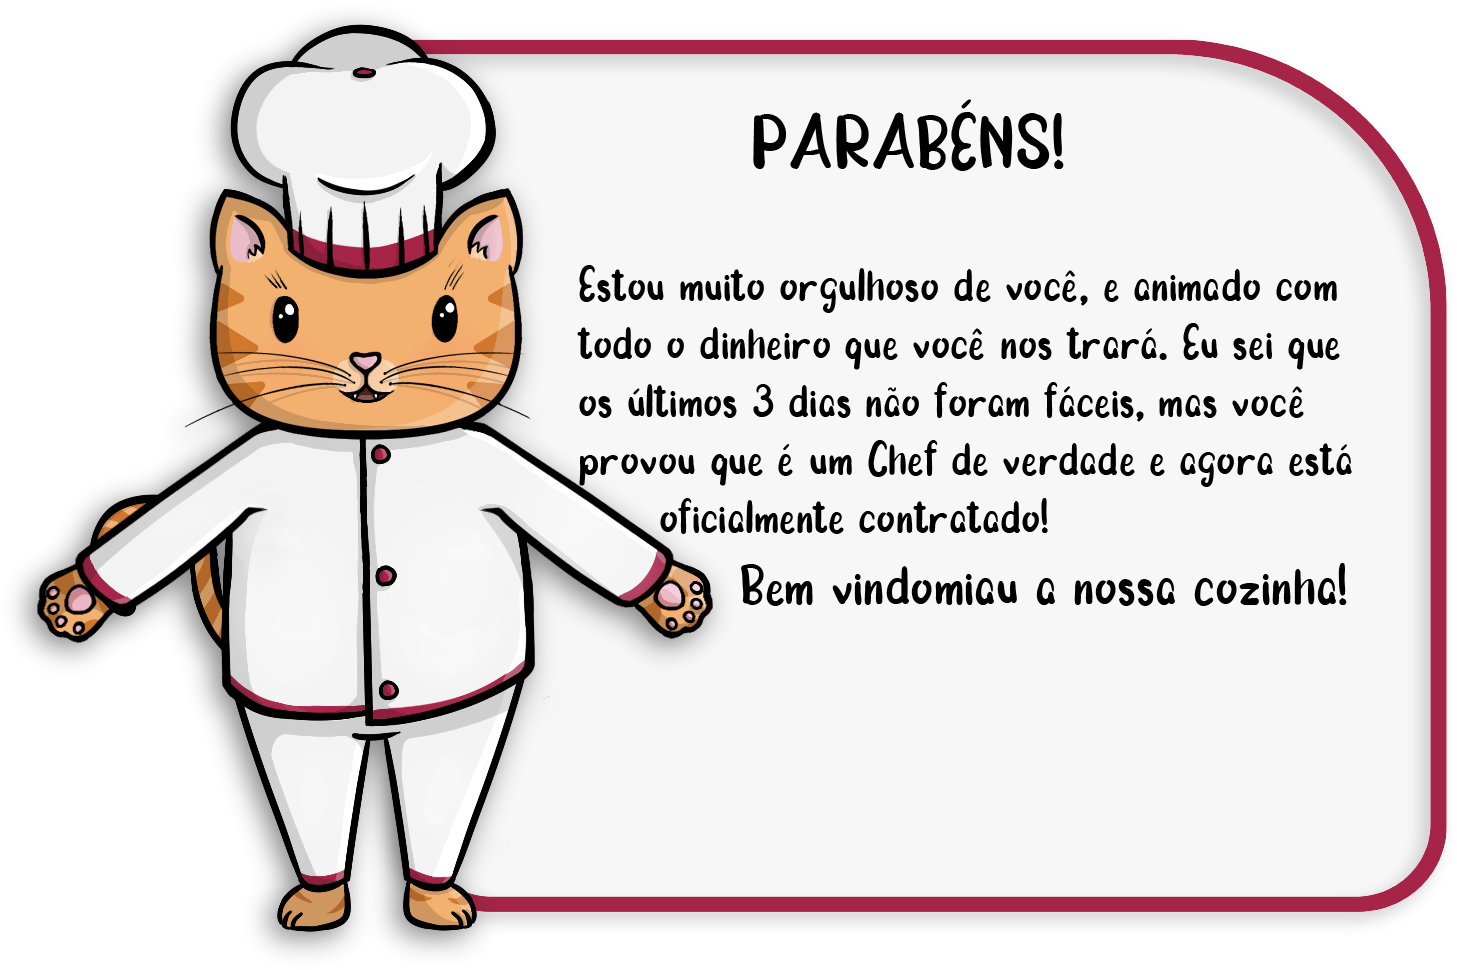 PARABÉNS!
Estou muito orgulhoso de você, e animado com
todo o dinheiro que você nos trará. Eu sei que
os últimos 3 dias não foram fáceis, mas você
provou que é um Chef de verdade e agora está
oficialmente contratado!
Bem vindomiau a nossa cozinha!